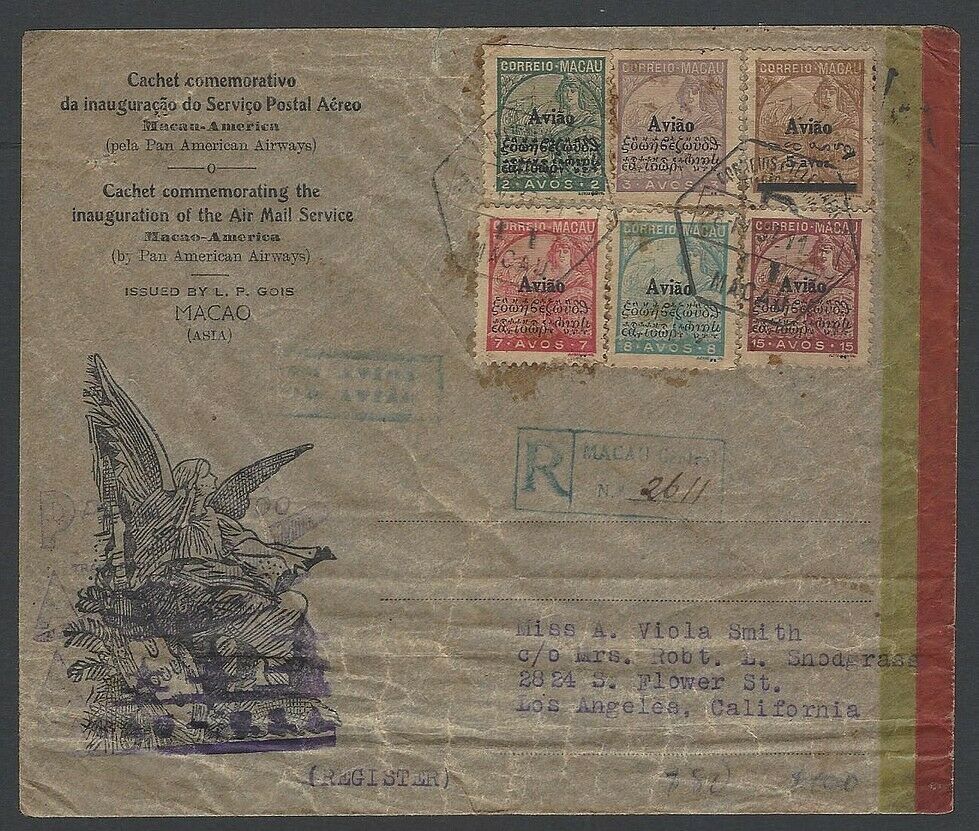 Cachet comemorativo
da inauguração do Serviço Postal Aéreo
Macau-America
(pela Pan American Airways)
o
Cachet commemorating the
inauguration of the Air Mail Service
Macao-America
(by Pan American Airways)
ISSUED BY L. P. GOIS
MACAO
(ASIA)
CORREIO·MACAU
Avião
2·AVOS·2
CORREIO·MACAU
Avião
3·AVOS·3
CORREIO·MACAU
Avião
5 avos
CORREIO·MACAU
Avião
7·AVOS·7
CORREIO·MACAU
Avião
8·AVOS·8
CORREIO·MACAU
Avião
15·AVOS·15
MACAU
MACAU
R
MACAU Central
N. 2611
Miss A. Viola Smith
c/o Mrs. Robt. L. Snodgrass
2824 S. Flower St.
Los Angeles, California
(REGISTER)